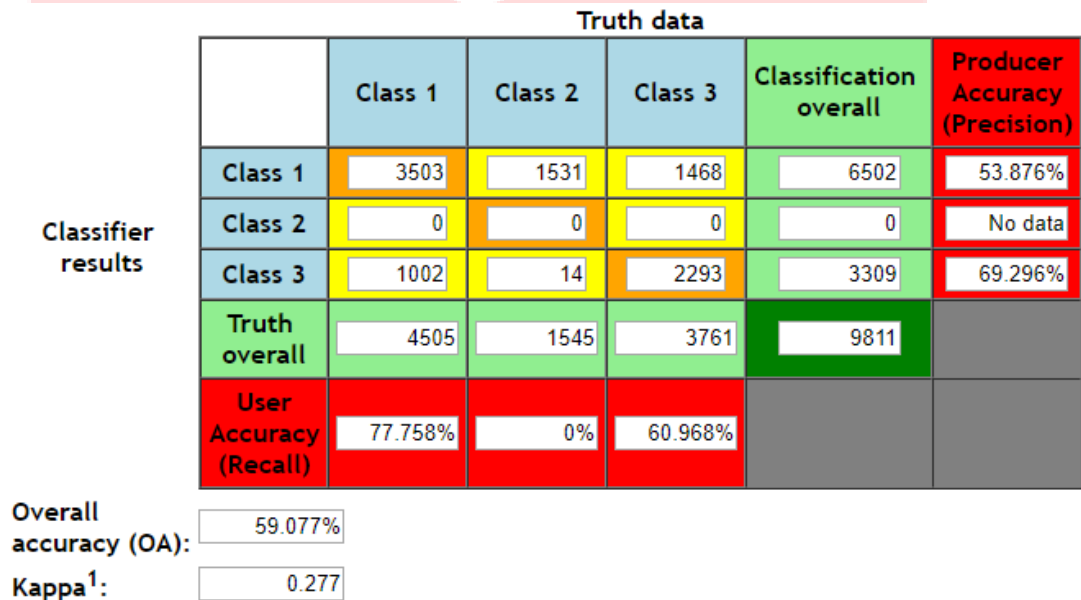 Truth data
Class 1 Class 2 Class 3 Classification overall Producer Accuracy (Precision)
Class 1 3503 1531 1468 6502 53.876%
Classifier results
Class 2 0 0 0 0 No data
Class 3 1002 14 2293 3309 69.296%
Truth overall 4505 1545 3761 9811
User Accuracy (Recall) 77.758% 0% 60.968%
Overall accuracy (OA): 59.077%
Kappa1: 0.277